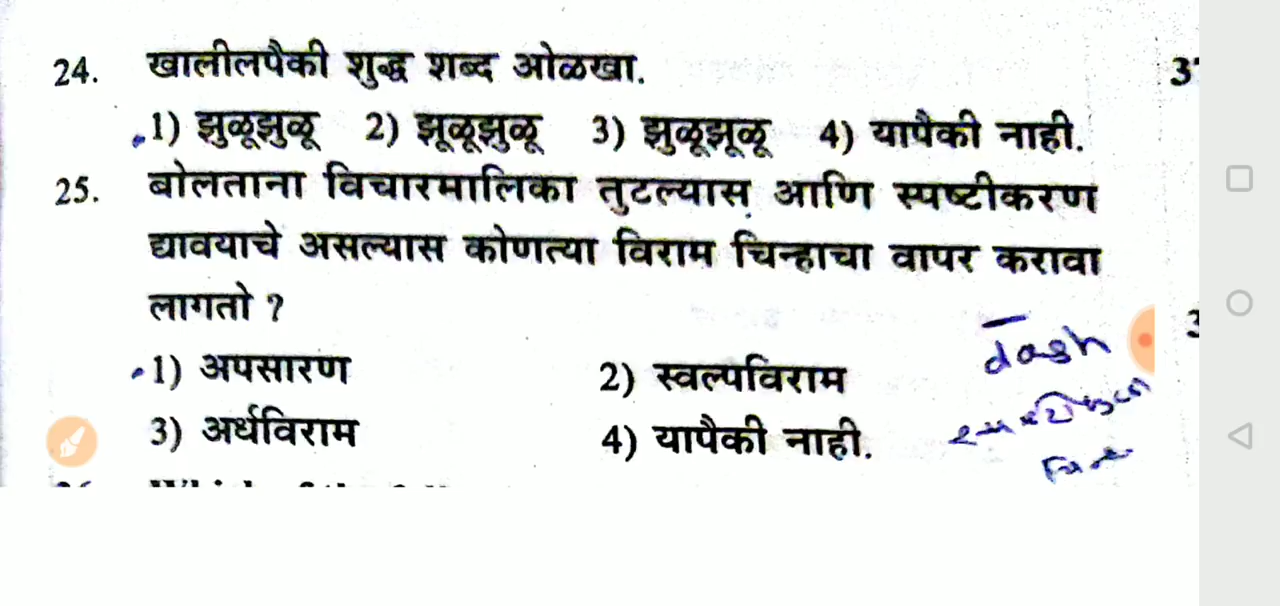 24. खालीलपैकी शुद्ध शब्द ओळखा.
1) झुळूझुळू 2) झूळूझुळू 3) झुळूझूळू 4) यापैकी नाही.
25. बोलताना विचारमालिका तुटल्यास आणि स्पष्टीकरण
द्यावयाचे असल्यास कोणत्या विराम चिन्हाचा वापर करावा
लागतो ?
dash
1) अपसारण 2) स्वल्पविराम
3) अर्धविराम 4) यापैकी नाही.